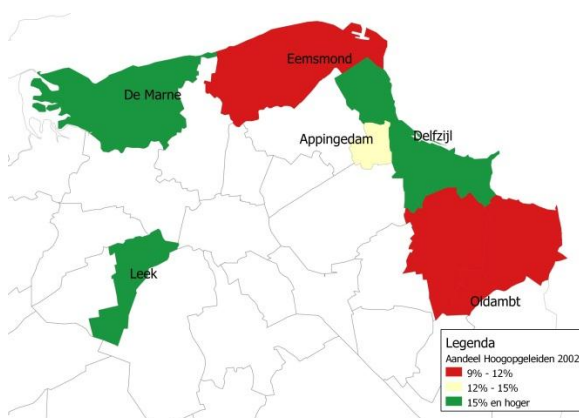 Eemsmond
De Marne
Appingedam
Delfzijl
Leek
Oldambt
Legenda
Aandeel Hoogopgeleiden 2002
9% - 12%
12% - 15%
15% en hoger